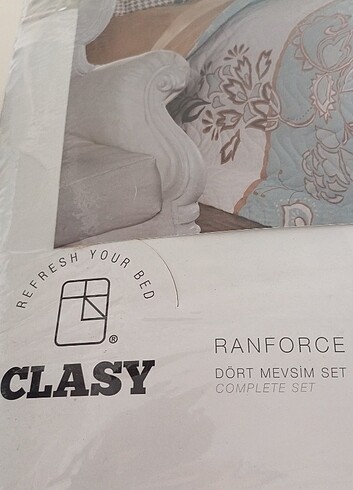 REFRESH YOUR BED
®
CLASY
RANFORCE
DÖRT MEVSİM SET
COMPLETE SET